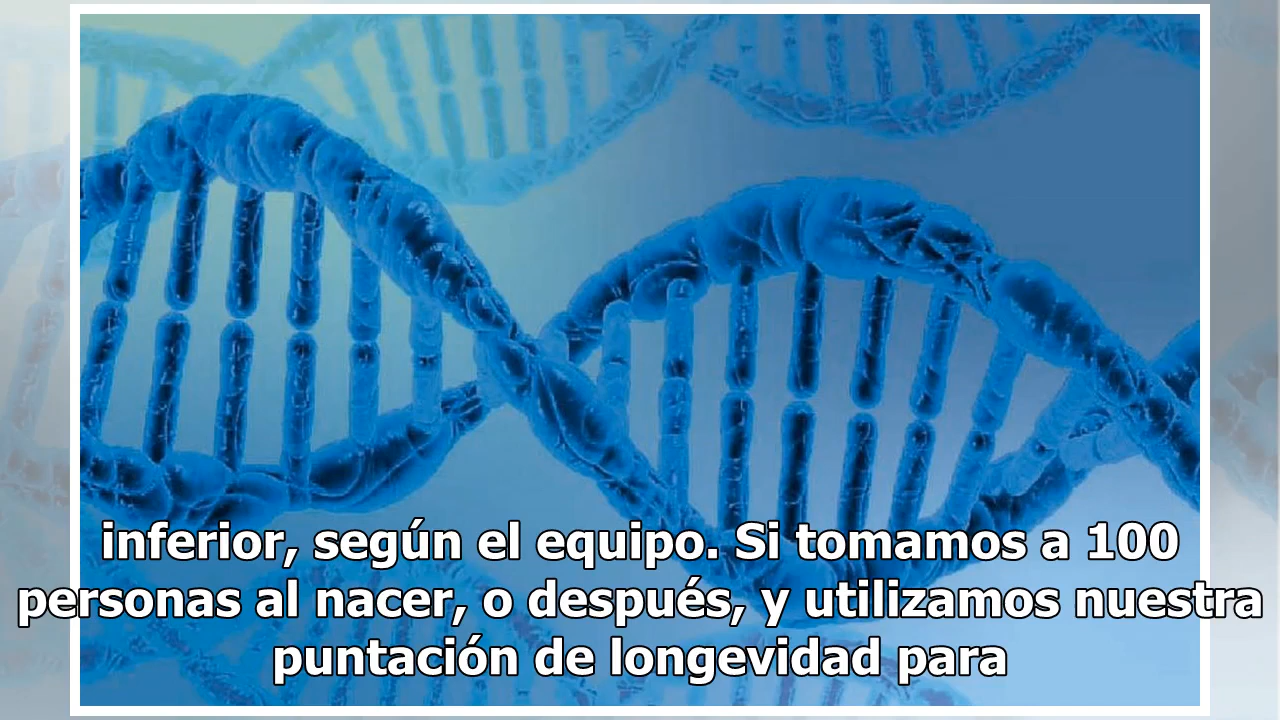 inferior, según el equipo. Si tomamos a 100
personas al nacer, o después, y utilizamos nuestra
puntación de longevidad para